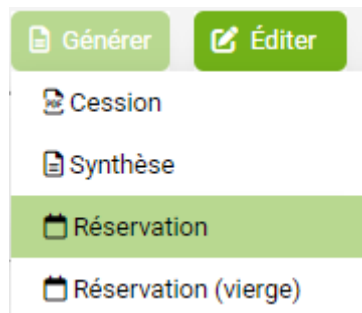 Générer Éditer
Cession
Synthèse
Réservation
Réservation (vierge)